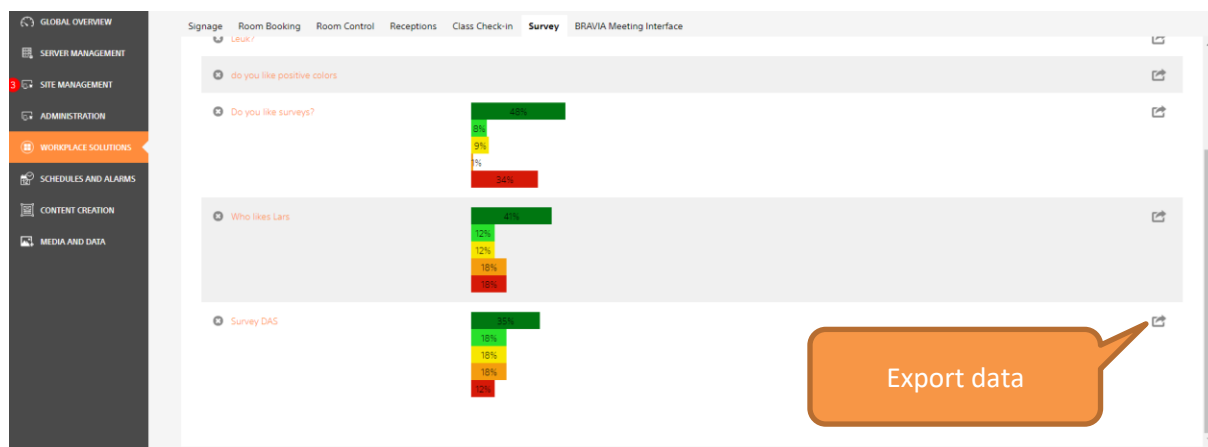 GLOBAL OVERVIEW
SERVER MANAGEMENT
3 SITE MANAGEMENT
ADMINISTRATION
WORKPLACE SOLUTIONS
SCHEDULES AND ALARMS
CONTENT CREATION
MEDIA AND DATA
Signage Room Booking Room Control Receptions Class Check-in Survey BRAVIA Meeting Interface
Leuk?
do you like positive colors
Do you like surveys?
48%
8%
9%
1%
34%
Who likes Lars
41%
12%
12%
18%
18%
Survey DAS
35%
18%
18%
18%
12%
Export data